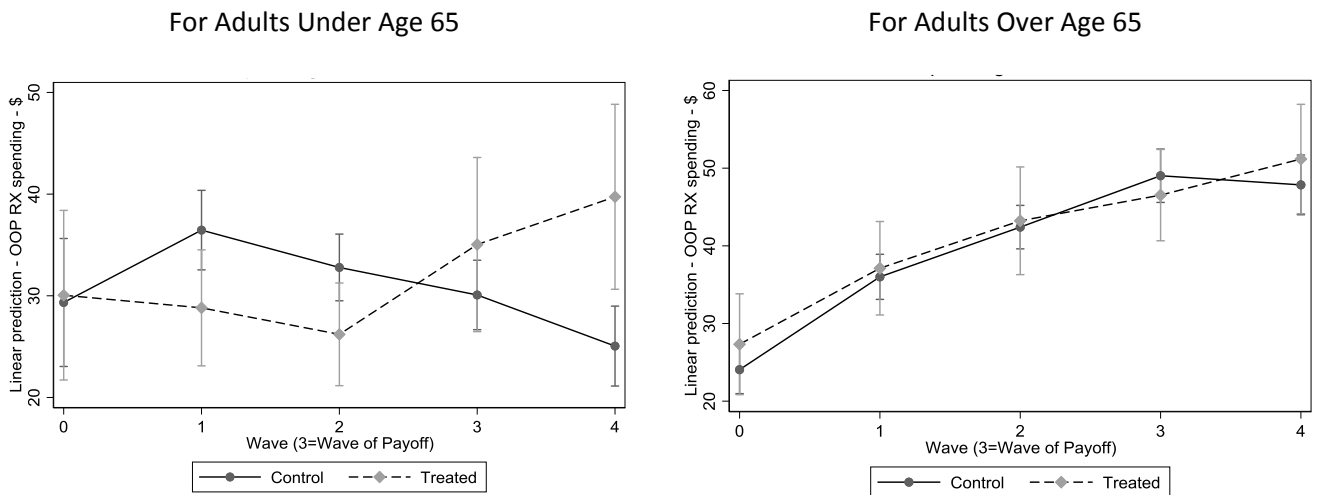 For Adults Under Age 65
For Adults Over Age 65
Linear prediction - OOP RX spending - $
50
40
30
20
0 1 2 3 4
Wave (3=Wave of Payoff)
Control Treated
Linear prediction - OOP RX spending - $
60
50
40
30
20
0 1 2 3 4
Wave (3=Wave of Payoff)
Control Treated